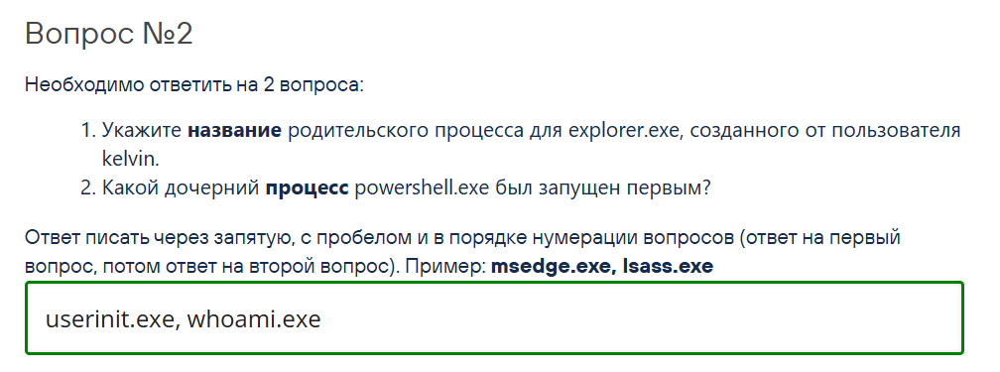 Вопрос №2
Необходимо ответить на 2 вопроса:
1. Укажите название родительского процесса для explorer.exe, созданного от пользователя
kelvin.
2. Какой дочерний процесс powershell.exe был запущен первым?
Ответ писать через запятую, с пробелом и в порядке нумерации вопросов (ответ на первый
вопрос, потом ответ на второй вопрос). Пример: msedge.exe, lsass.exe
userinit.exe, whoami.exe